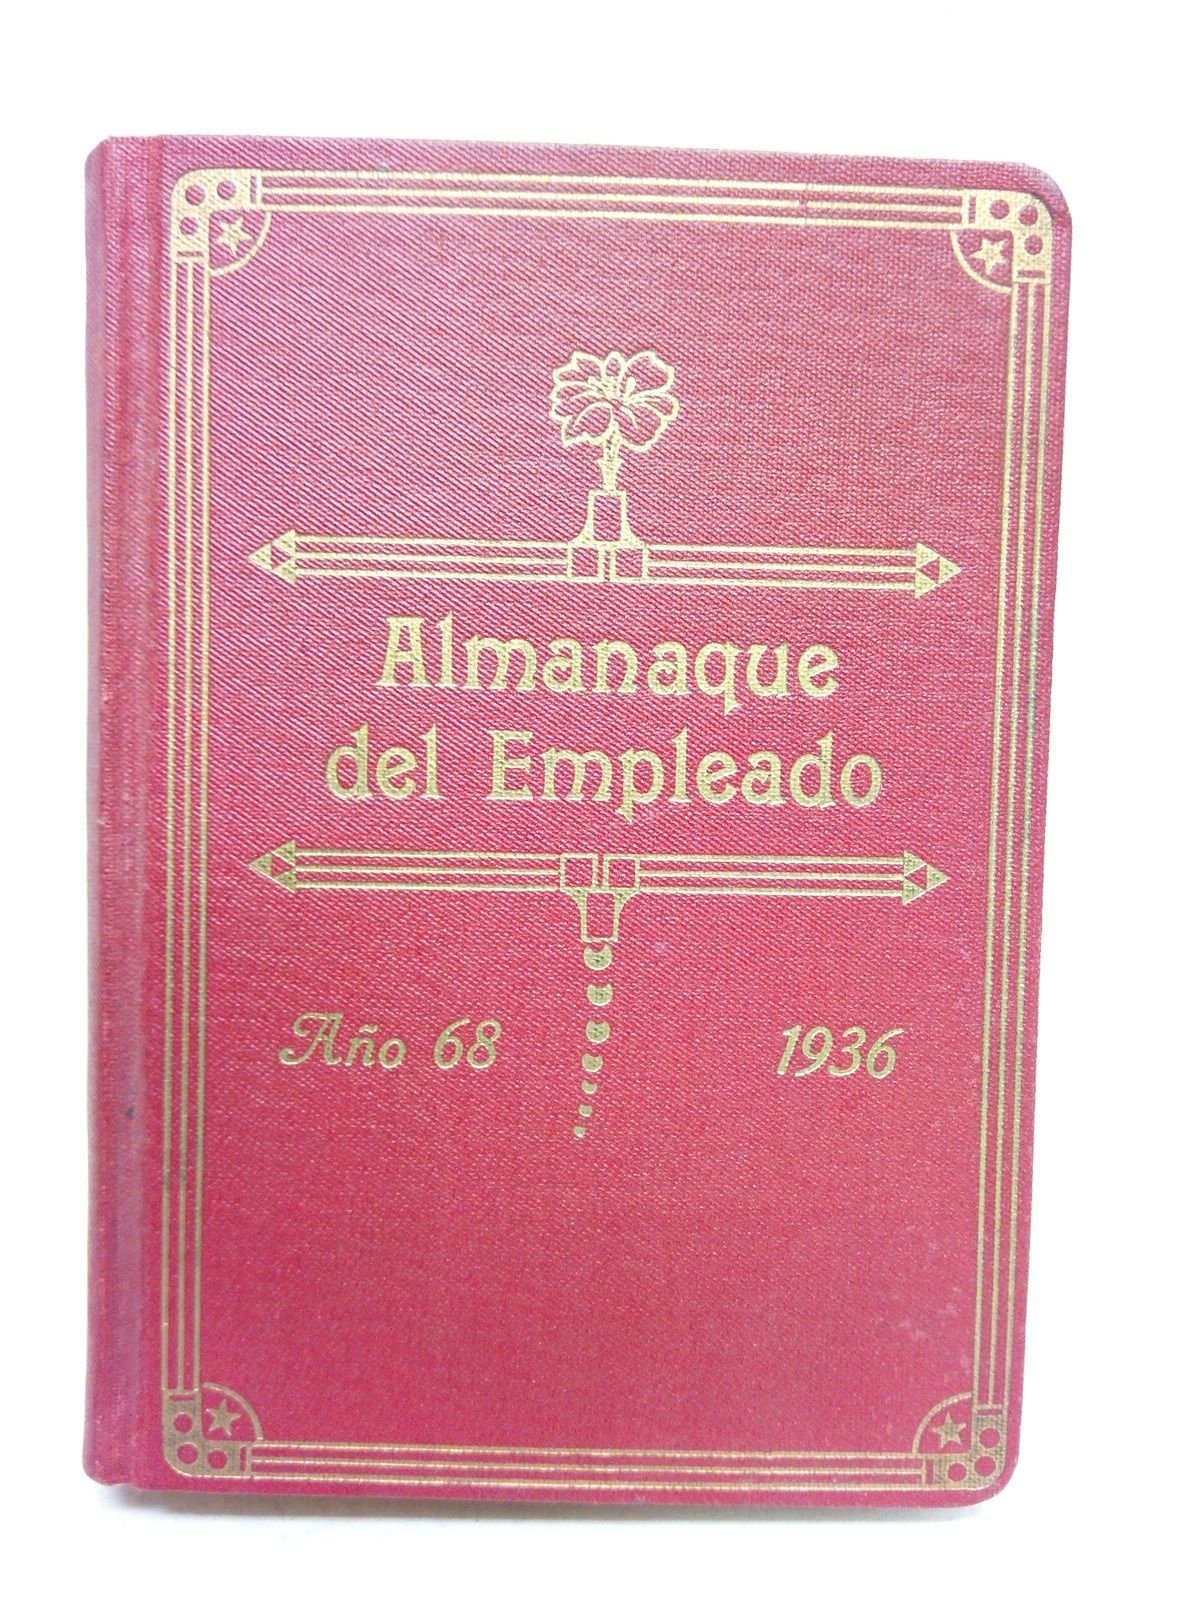 Almanaque
del Empleado
Año 68 1936